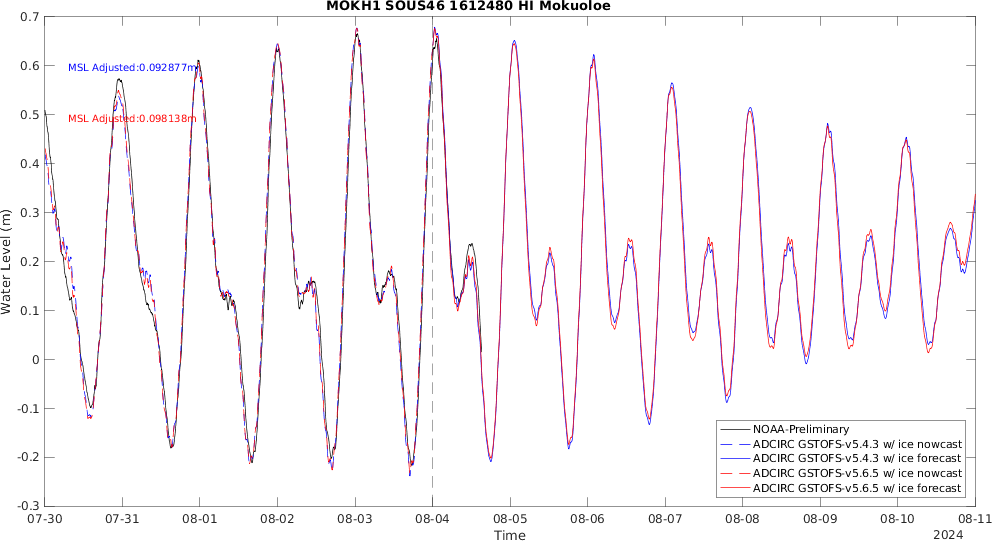 MOKH1 SOUS46 1612480 HI Mokuoloe
0.7
0.6
0.5
0.4
0.3
0.2
0.1
0
-0.1
-0.2
-0.3
Water Level (m)
MSL Adjusted:0.092877m
MSL Adjusted:0.098138m
NOAA-Preliminary
ADCIRC GSTOFS-v5.4.3 w/ ice nowcast
ADCIRC GSTOFS-v5.4.3 w/ ice forecast
ADCIRC GSTOFS-v5.6.5 w/ ice nowcast
ADCIRC GSTOFS-v5.6.5 w/ ice forecast
07-30 07-31 08-01 08-02 08-03 08-04 08-05 08-06 08-07 08-08 08-09 08-10 08-11
Time
2024